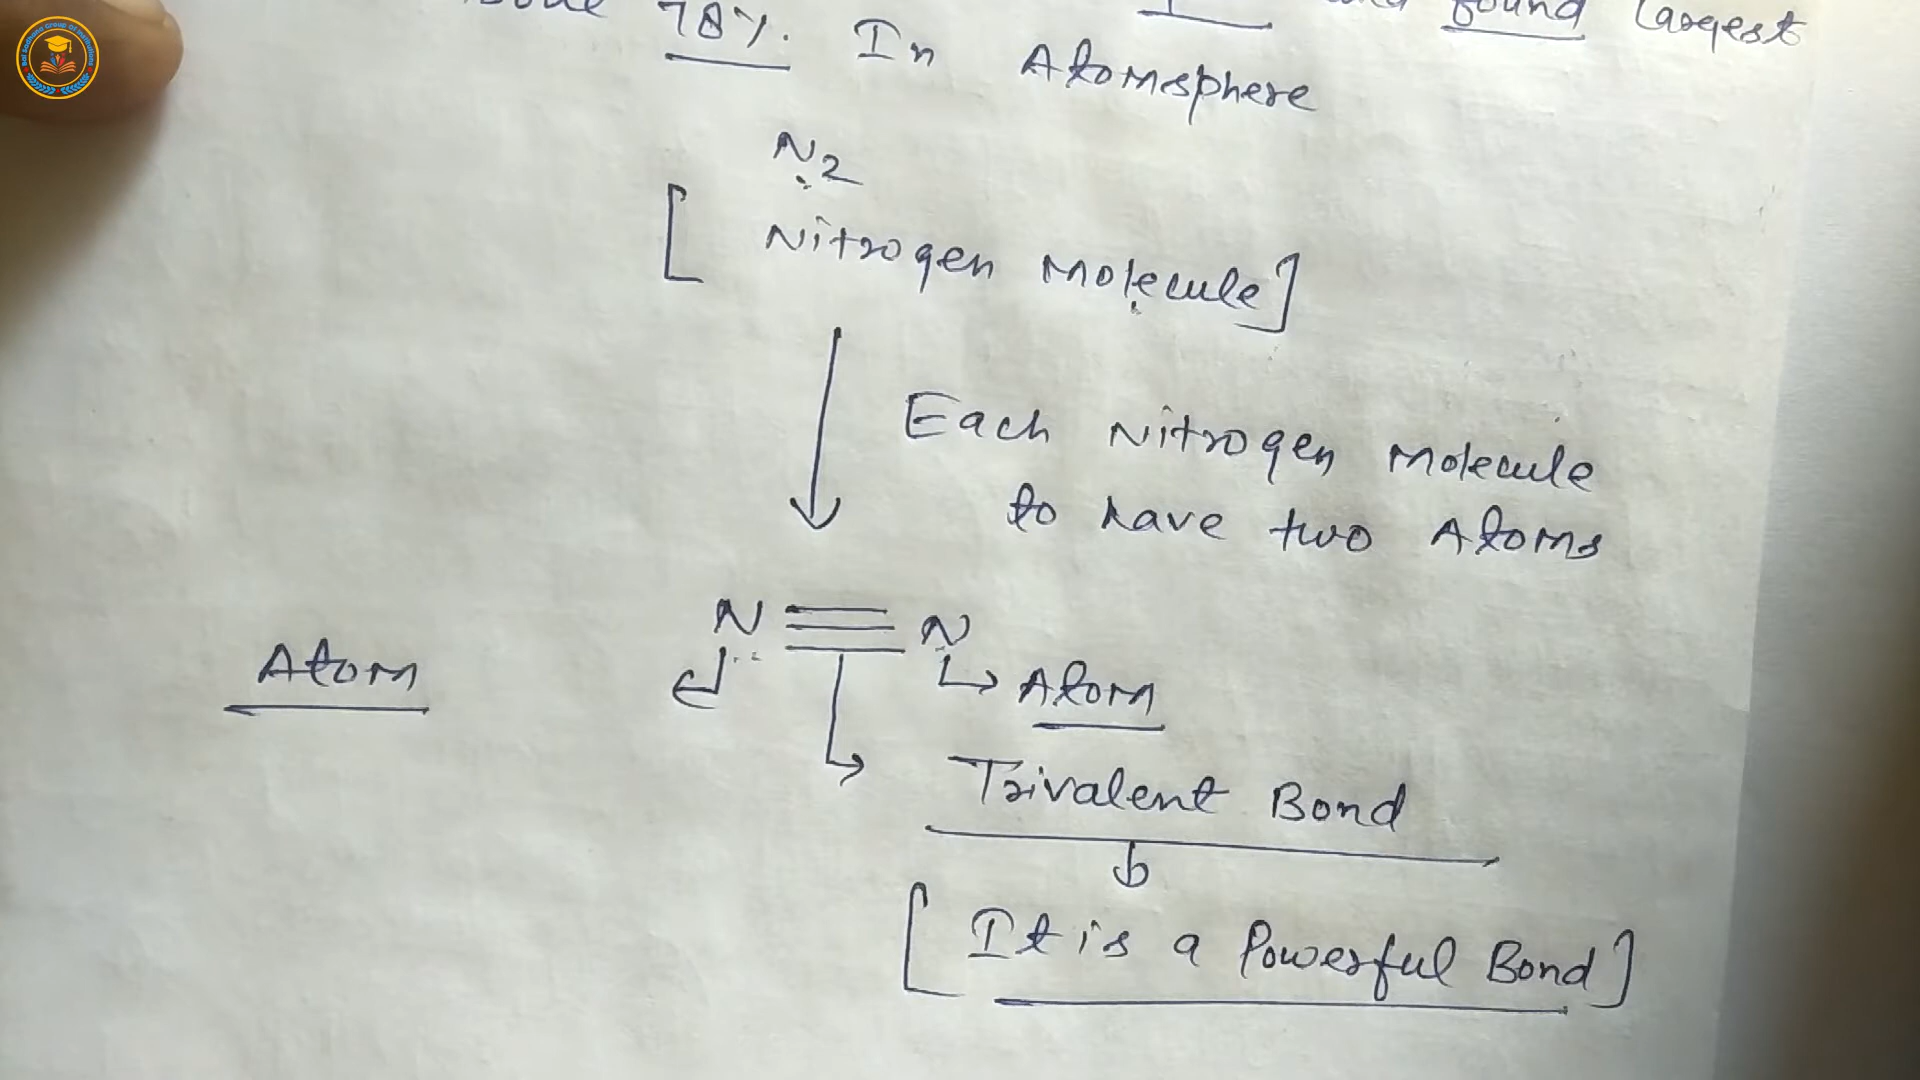 78%. In Atomsphere
found Largest
N2
[ Nitrogen Molecule ]
Each Nitrogen Molecule
to have two Atoms
N ≡ N
Atom
Atom
Trivalent Bond
[ It is a Powerful Bond ]